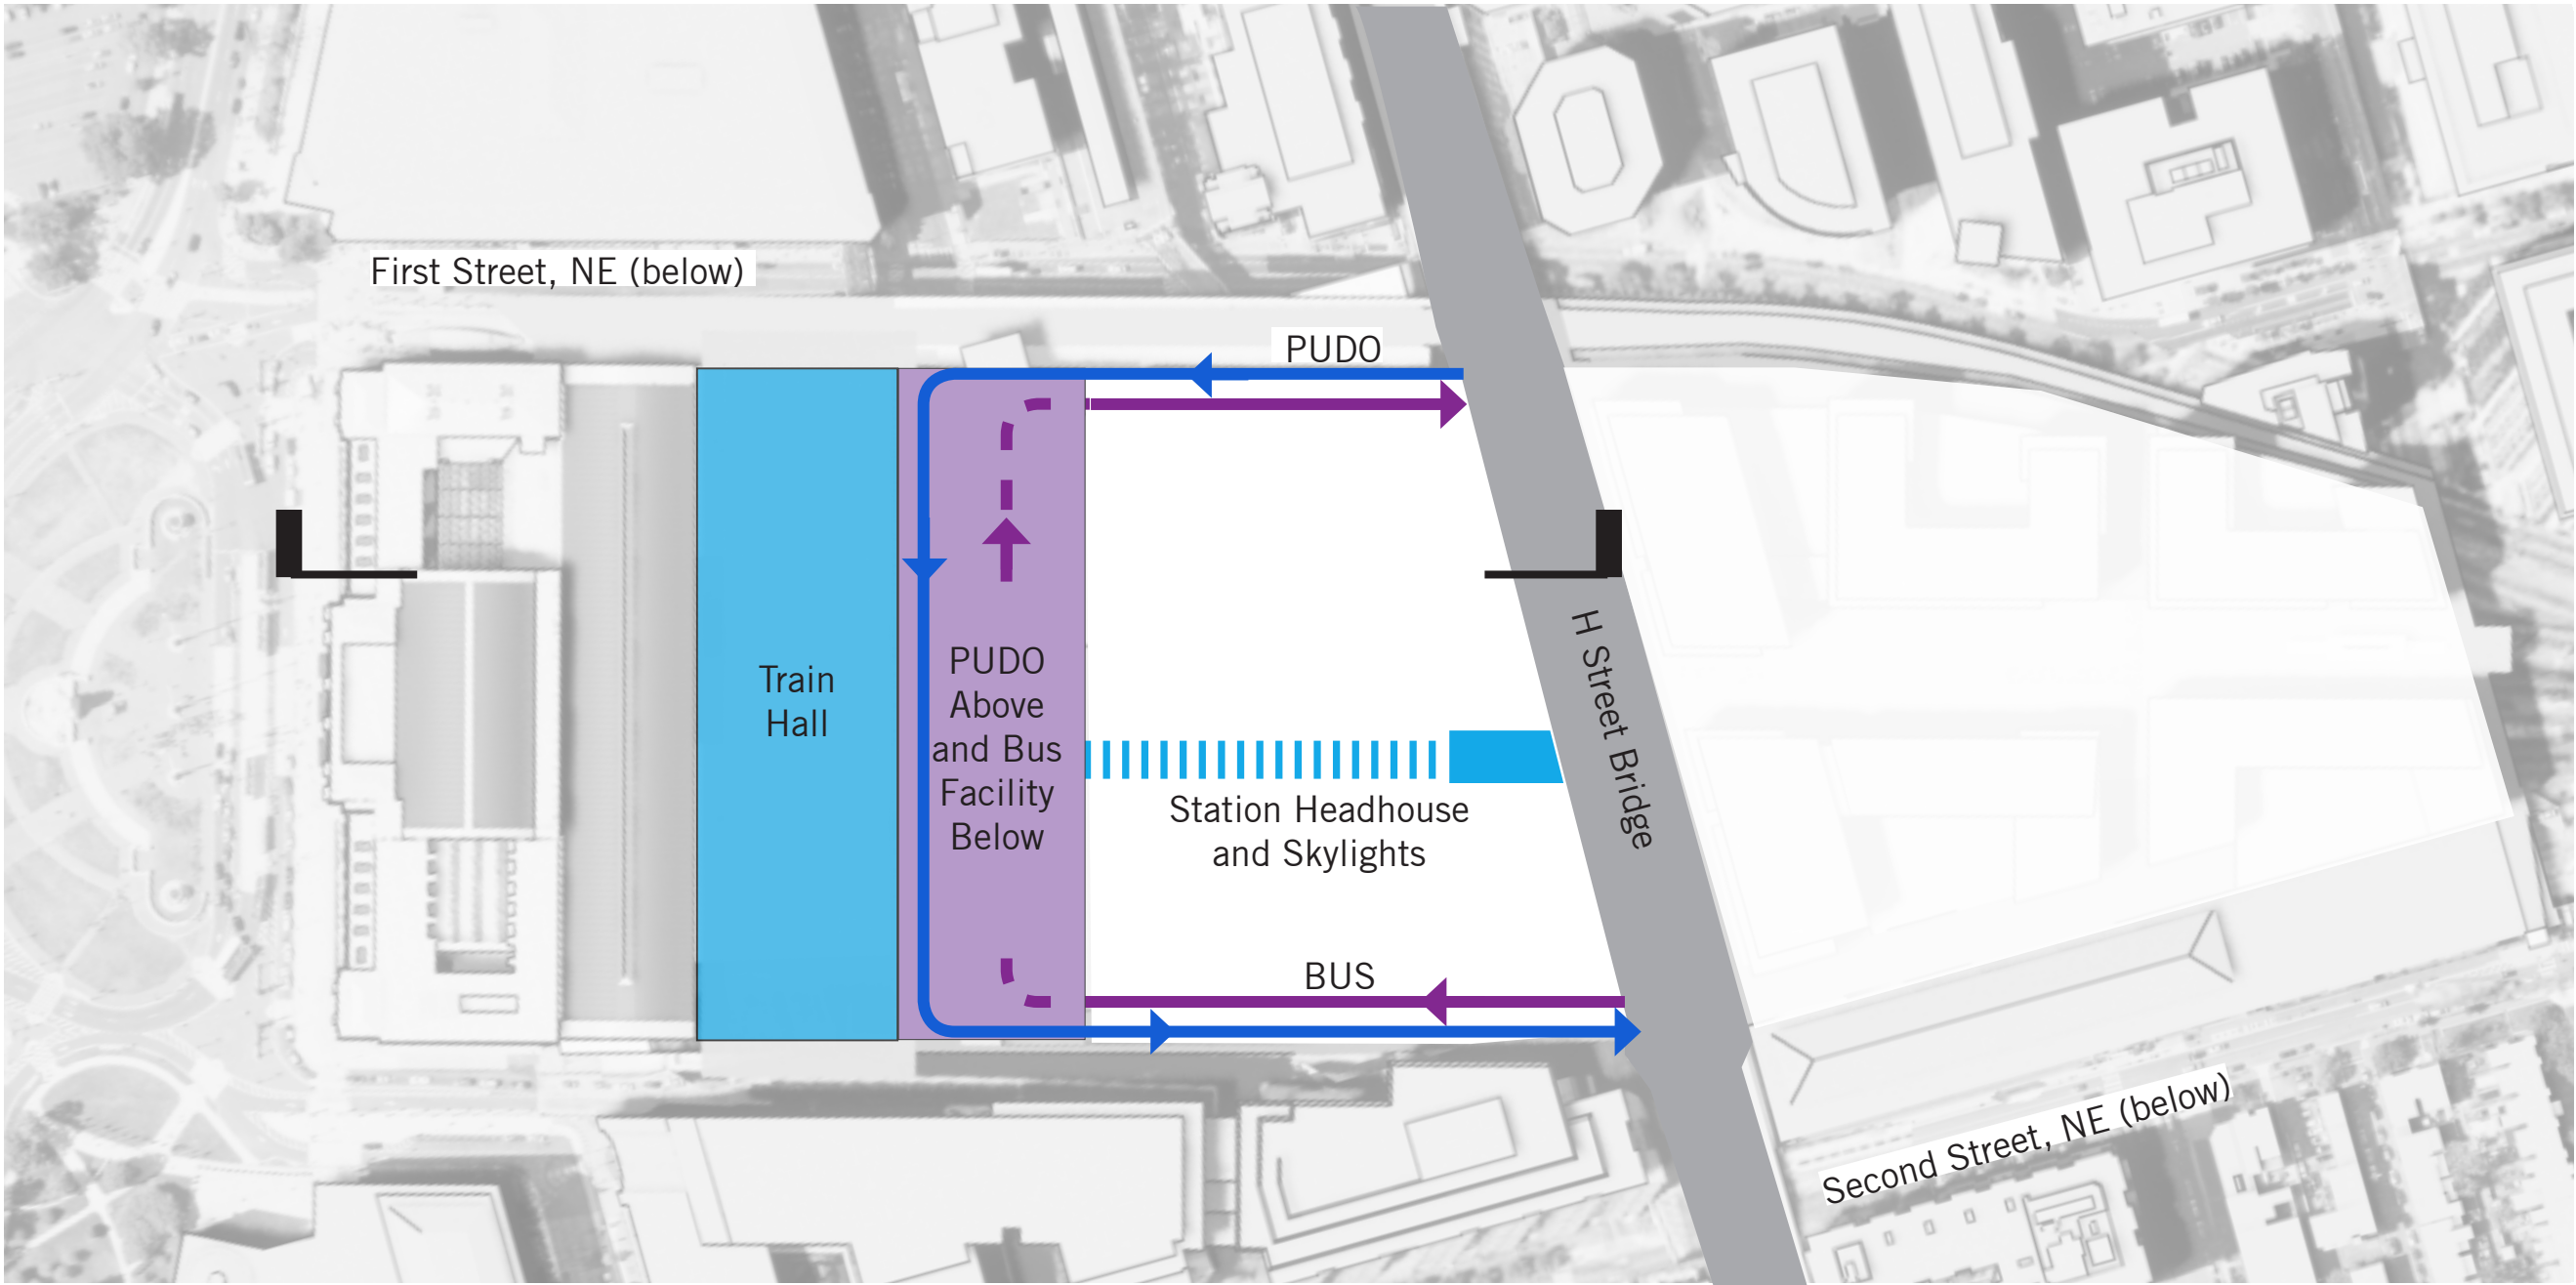 First Street, NE (below)
PUDO
H Street Bridge
Train
Hall
PUDO
Above
and Bus
Facility
Below
Station Headhouse
and Skylights
BUS
Second Street, NE (below)